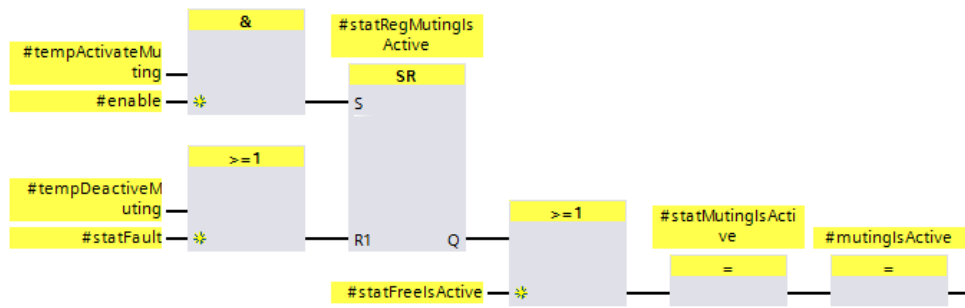 &
#statRegMutingIs
Active
#tempActivateMu
ting
#enable
SR
S
>=1
#tempDeactiveM
uting
#statFault
R1
Q
>=1
#statMutingIsActi
ve
#mutingIsActive
=
=
#statFreeIsActive